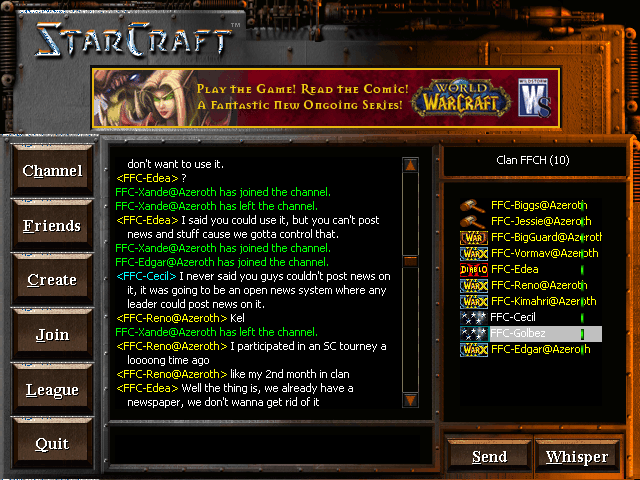 STARCRAFT™
PLAY THE GAME! READ THE COMIC!
A FANTASTIC NEW ONGOING SERIES!
WORLD
OF
WARCRAFT
WILDSTORM
WS
Channel
Friends
Create
Join
League
Quit
don't want to use it.
<FFC-Edea> ?
FFC-Xande@Azeroth has joined the channel.
FFC-Xande@Azeroth has left the channel.
<FFC-Edea> I said you could use it, but you can't post
news and stuff cause we gotta control that.
FFC-Xande@Azeroth has joined the channel.
FFC-Edgar@Azeroth has joined the channel.
<FFC-Cecil> I never said you guys couldn't post news on
it, it was going to be an open news system where any
leader could post news on it.
<FFC-Reno@Azeroth> Kel
FFC-Xande@Azeroth has left the channel.
<FFC-Reno@Azeroth> I participated in an SC tourney a
loooong time ago
<FFC-Reno@Azeroth> like my 2nd month in clan
<FFC-Edea> Well the thing is, we already have a
newspaper, we don't wanna get rid of it
Clan FFCH (10)
FFC-Biggs@Azeroth
FFC-Jessie@Azeroth
WAR FFC-BigGuard@Azeroth
WARX FFC-Vormav@Azeroth
DIABLO FFC-Edea
WARX FFC-Reno@Azeroth
WARX FFC-Kimahri@Azeroth
FFC-Cecil
FFC-Golbez
WARX FFC-Edgar@Azeroth
Send
Whisper